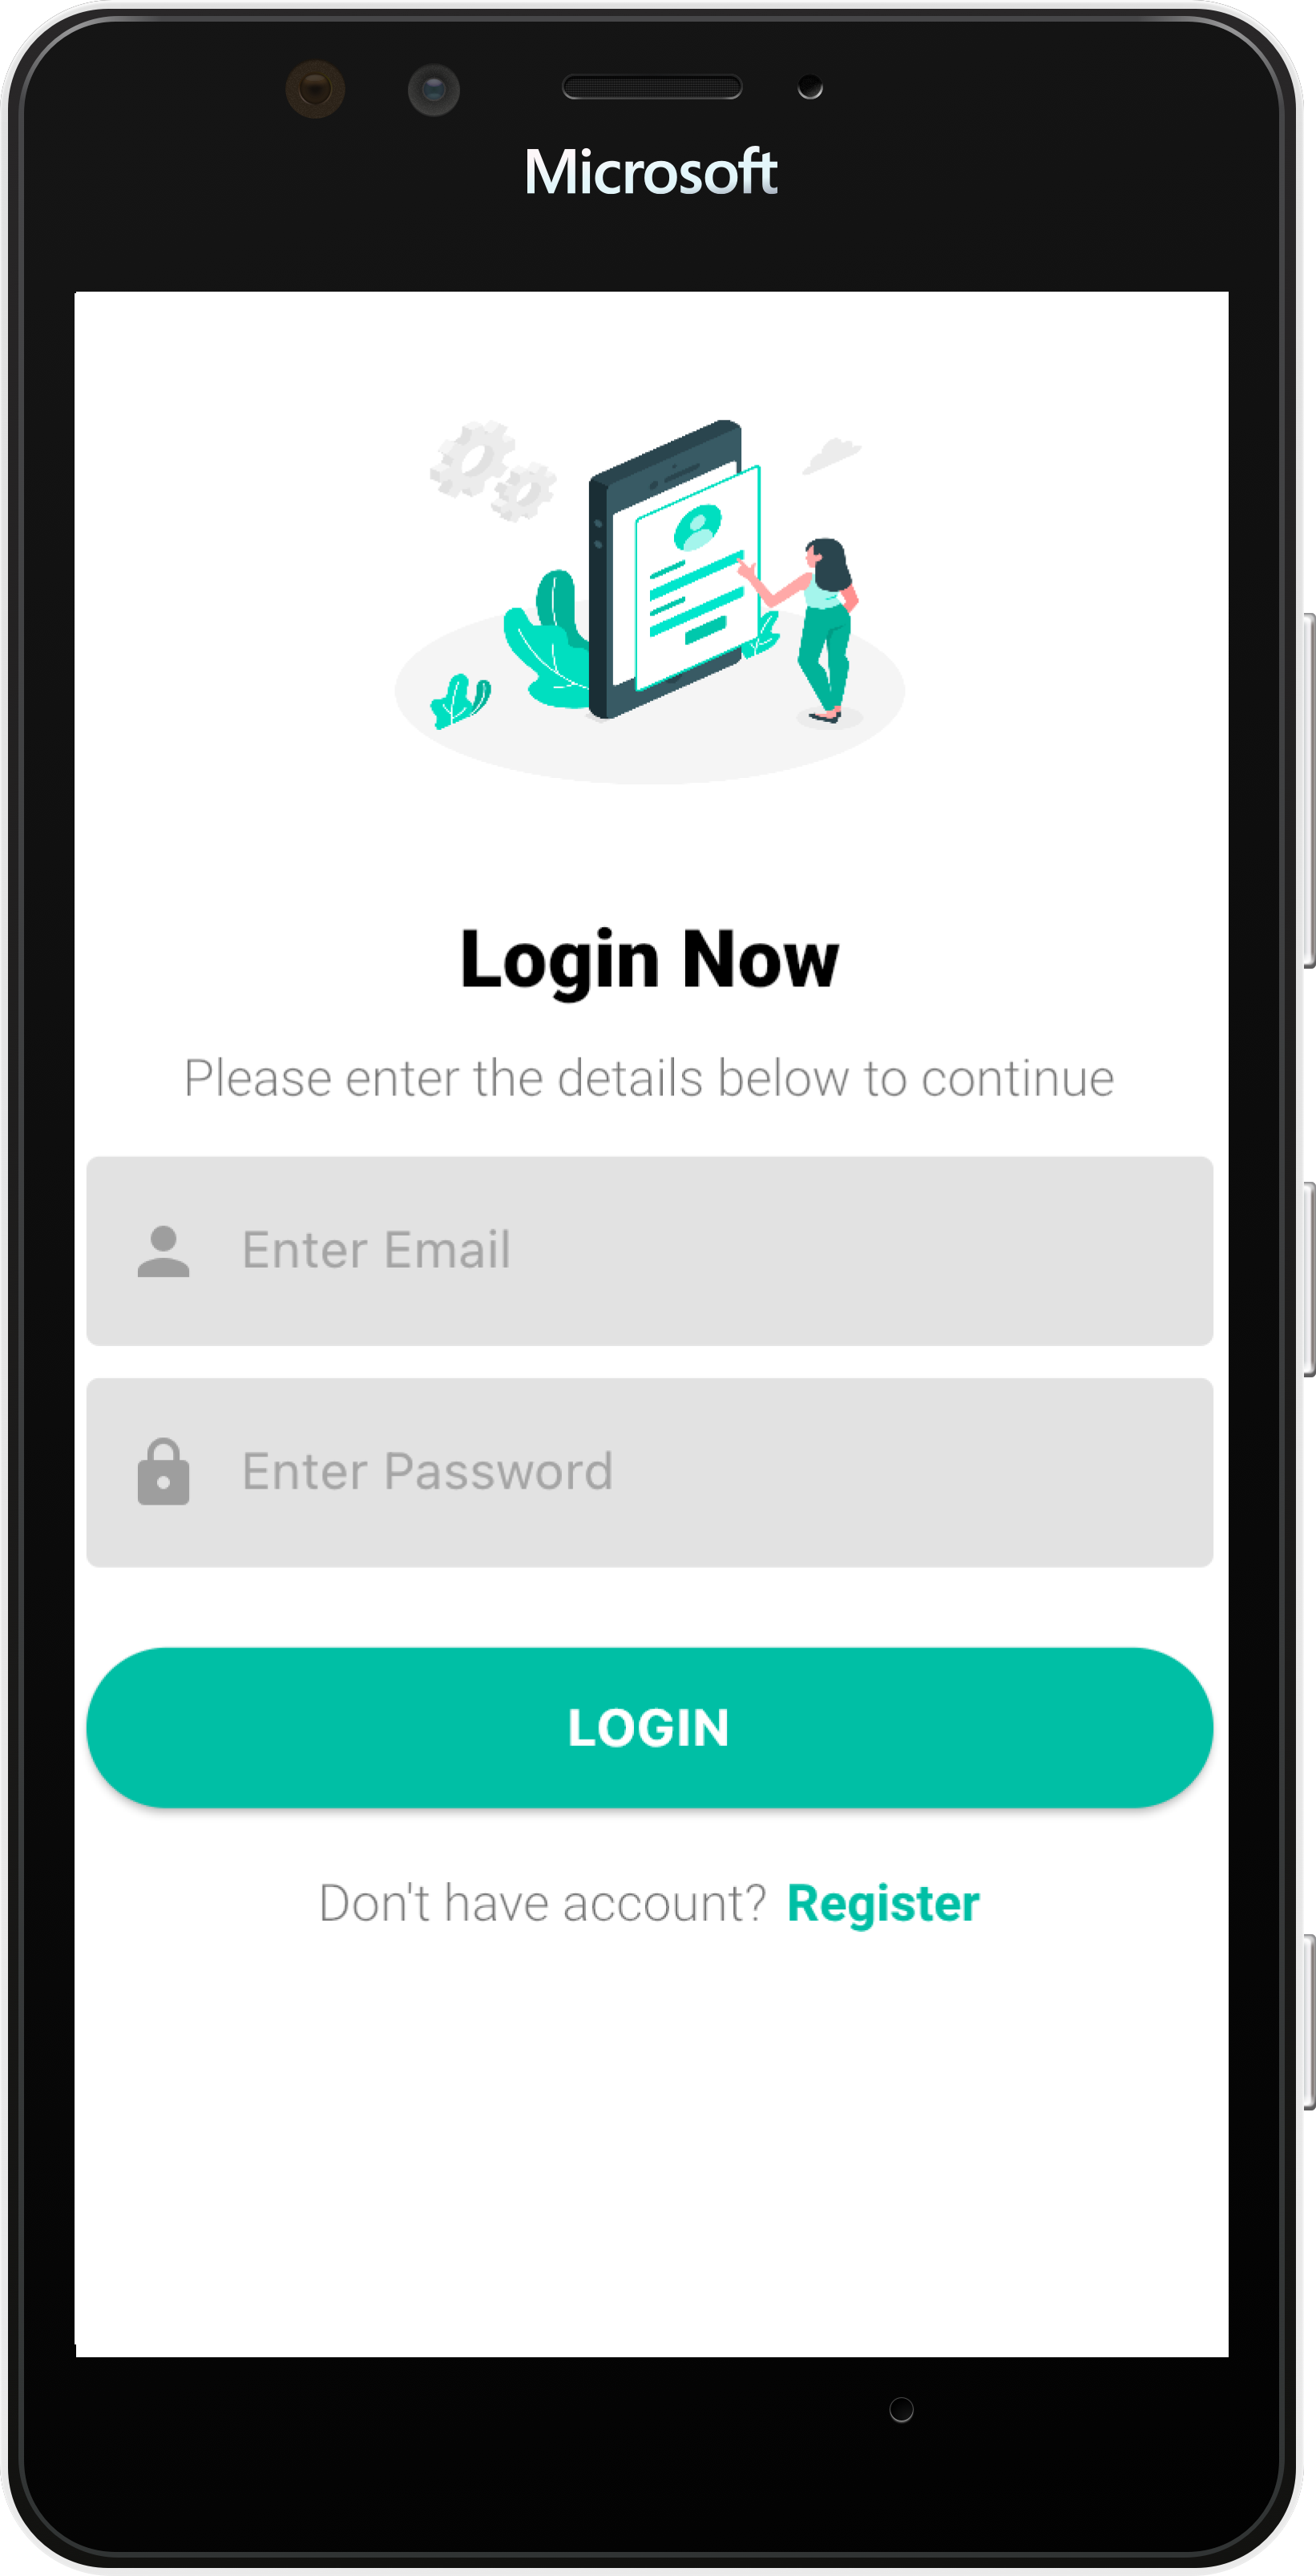 Microsoft
Login Now
Please enter the details below to continue
Enter Email
Enter Password
LOGIN
Don't have account? Register